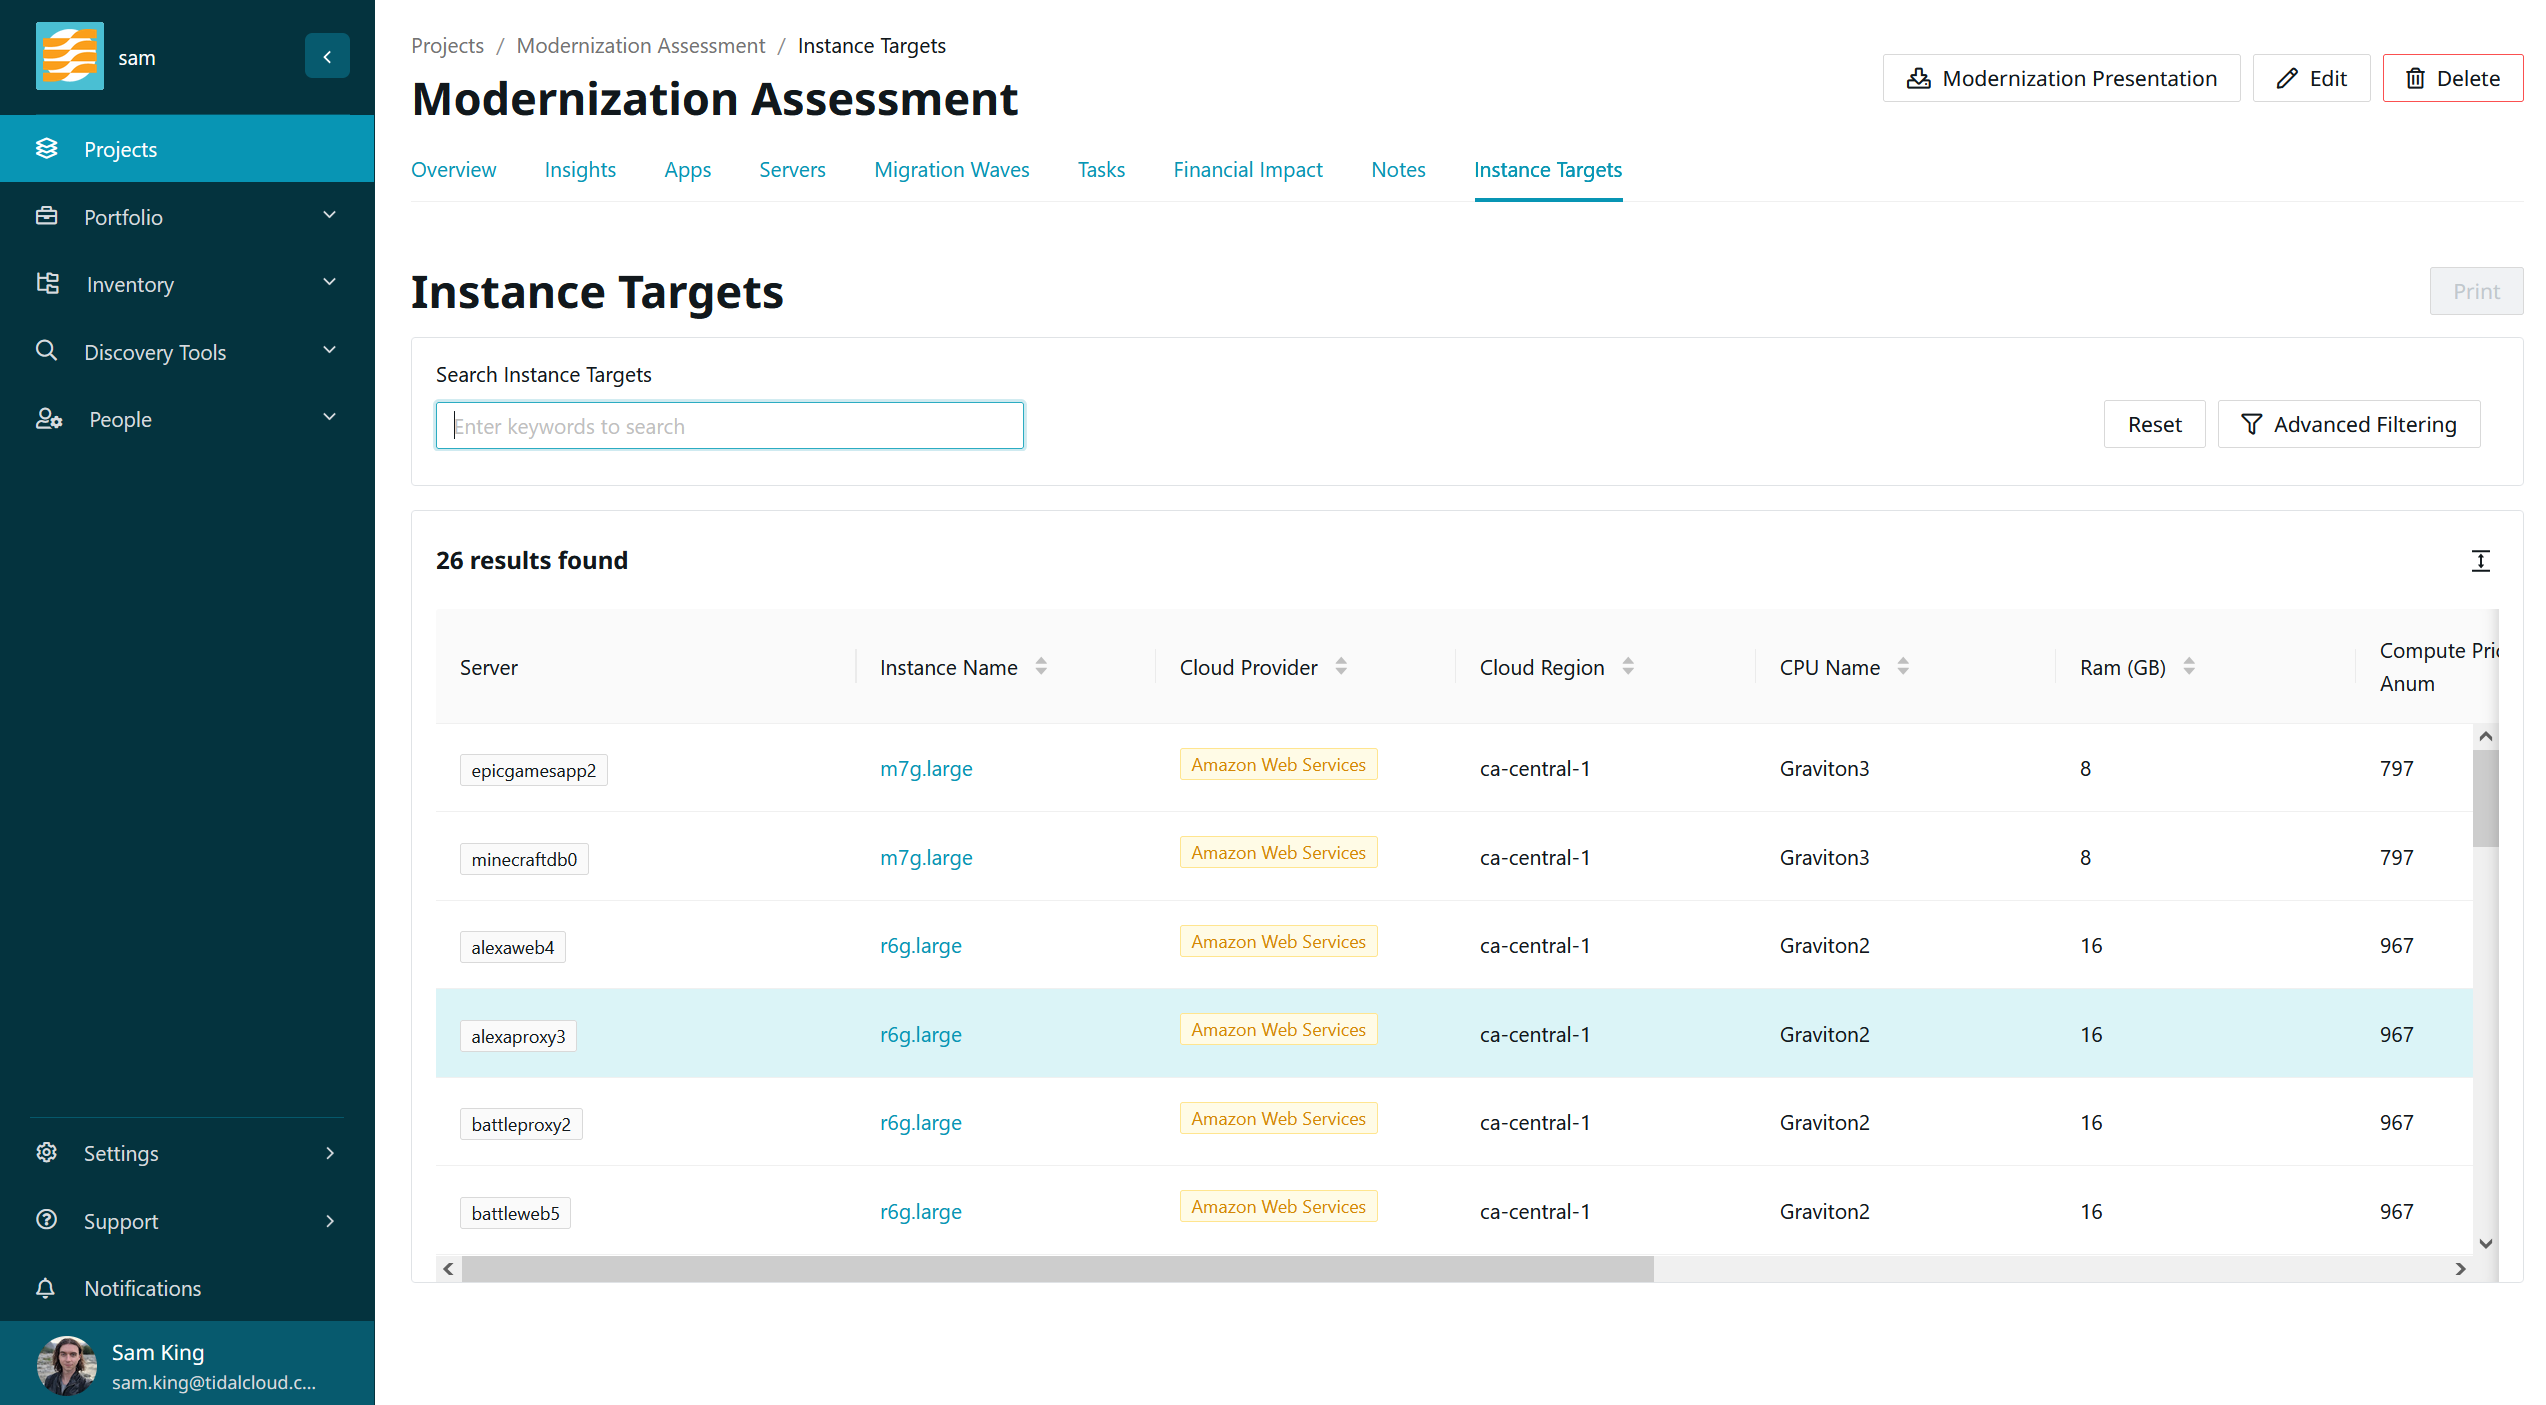 sam
Projects
Portfolio
Inventory
Discovery Tools
People
Settings
Support
Notifications
Sam King
sam.king@tidalcloud.c...
Projects / Modernization Assessment / Instance Targets
Modernization Assessment
Modernization Presentation
Edit
Delete
Overview Insights Apps Servers Migration Waves Tasks Financial Impact Notes Instance Targets
Instance Targets
Print
Search Instance Targets
Enter keywords to search
Reset
Advanced Filtering
26 results found
Server Instance Name Cloud Provider Cloud Region CPU Name Ram (GB) Compute
Anum
epicgamesapp2 m7g.large Amazon Web Services ca-central-1 Graviton3 8 797
minecraftdb0 m7g.large Amazon Web Services ca-central-1 Graviton3 8 797
alexaweb4 r6g.large Amazon Web Services ca-central-1 Graviton2 16 967
alexaproxy3 r6g.large Amazon Web Services ca-central-1 Graviton2 16 967
battleproxy2 r6g.large Amazon Web Services ca-central-1 Graviton2 16 967
battleweb5 r6g.large Amazon Web Services ca-central-1 Graviton2 16 967